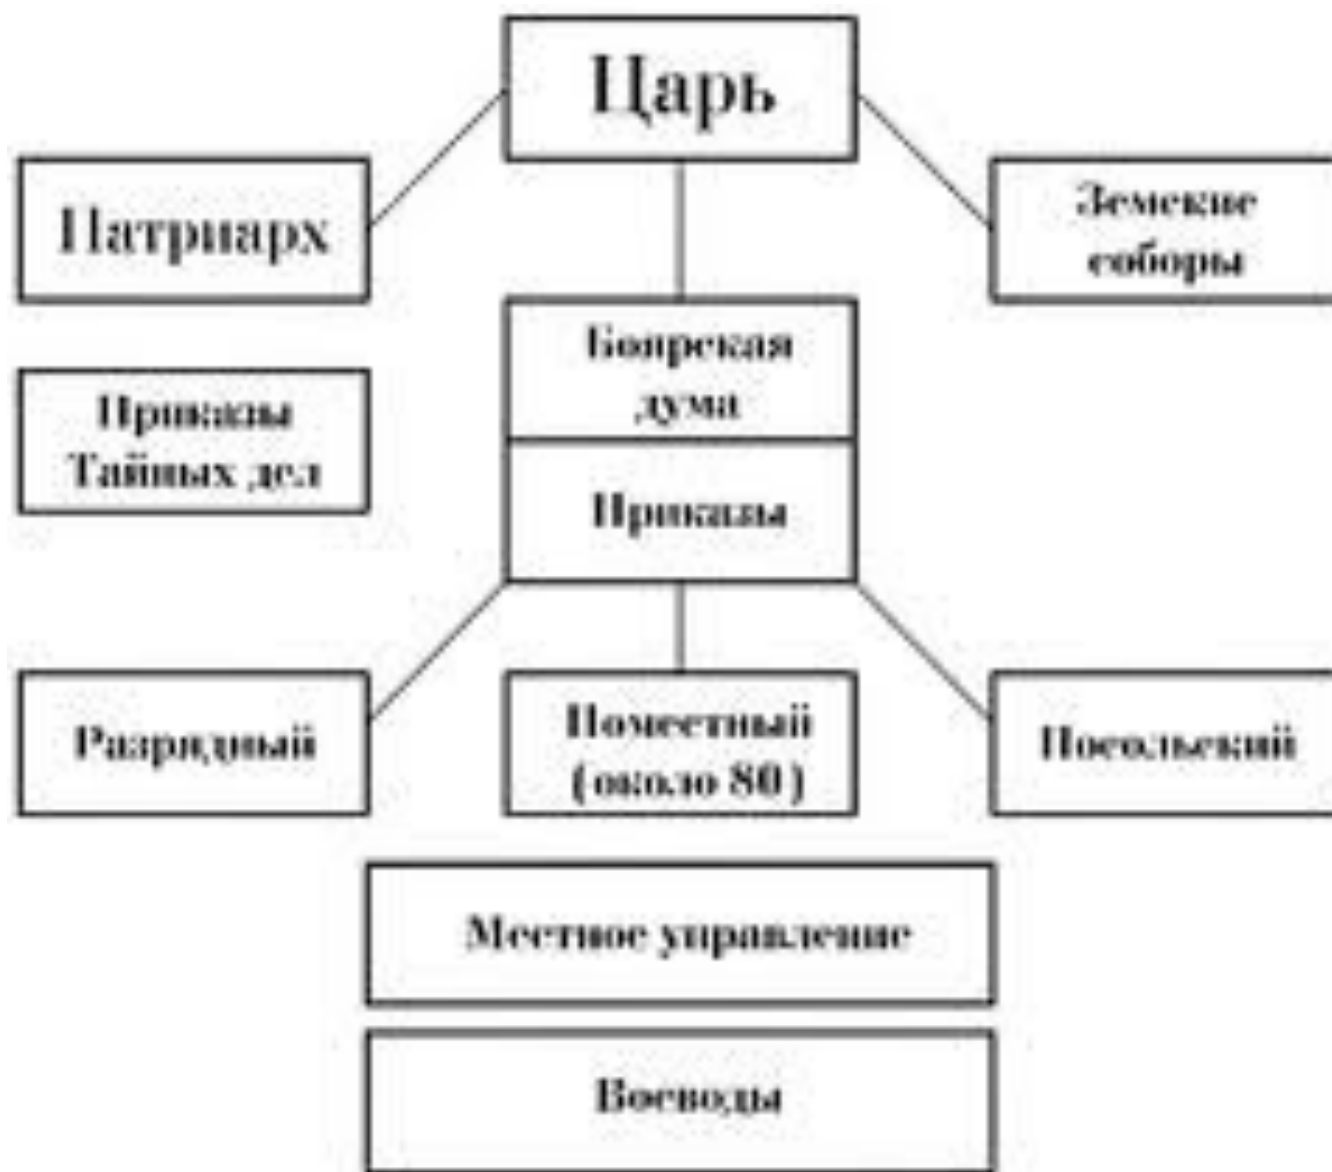 Царь
Патриарх
Земские
соборы
Боярская
дума
Приказы
Тайных дел
Приказы
Разрядный
Поместный
(около 80)
Посольский
Местное управление
Воеводы